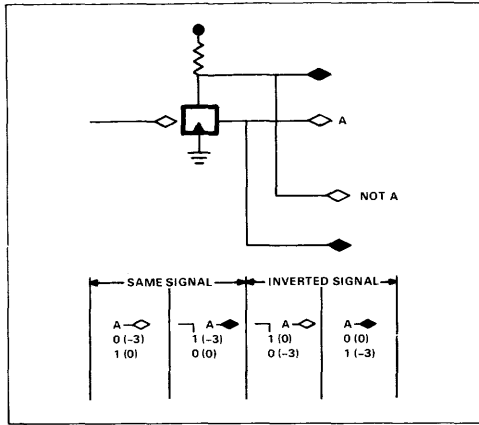 A
NOT A
SAME SIGNAL INVERTED SIGNAL
A ¬ A ¬ A A
0 (-3) 1 (-3) 1 (0) 0 (0)
1 (0) 0 (0) 0 (-3) 1 (-3)